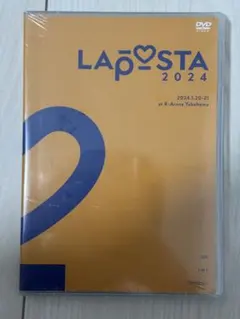 DVD
LAPOSTA
2024
2024.1.20-21
at K-Arena Yokohama